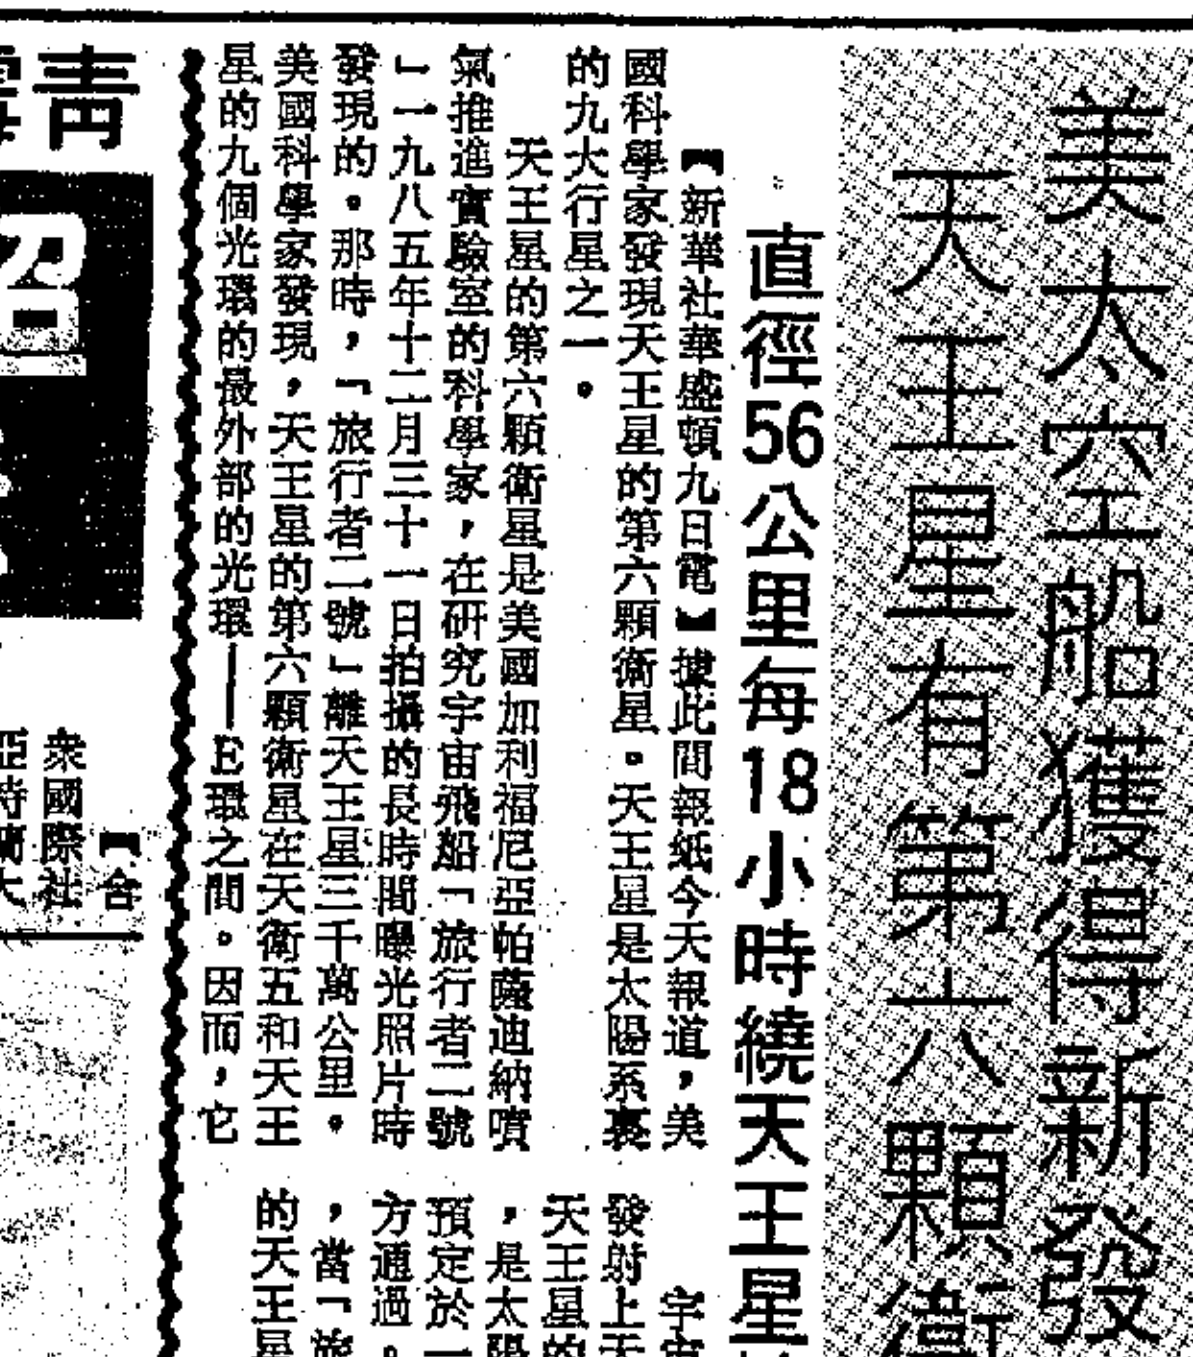 美太空船獲得新發
天王星有第六顆衛
直徑56公里每18小時繞天王星
【新華社華盛頓九日電】據此間報紙今天報道，美
國科學家發現天王星的第六顆衛星。天王星是太陽系裏
的九大行星之一。
天王星的第六顆衛星是美國加利福尼亞帕薩迪納噴
氣推進實驗室的科學家，在研究宇宙飛船「旅行者二號
」一九八五年十二月三十一日拍攝的長時間曝光照片時
發現的。那時，「旅行者二號」離天王星三千萬公里。
美國科學家發現，天王星的第六顆衛星在天衛五和天王
星的九個光環的最外部的光環——E環之間。因而，它
宇宙
發射上天
天王星的
，是太陽
預定於一
方通過。
，當「旅
的天王星
青
【合
衆國際社
亞特蘭大